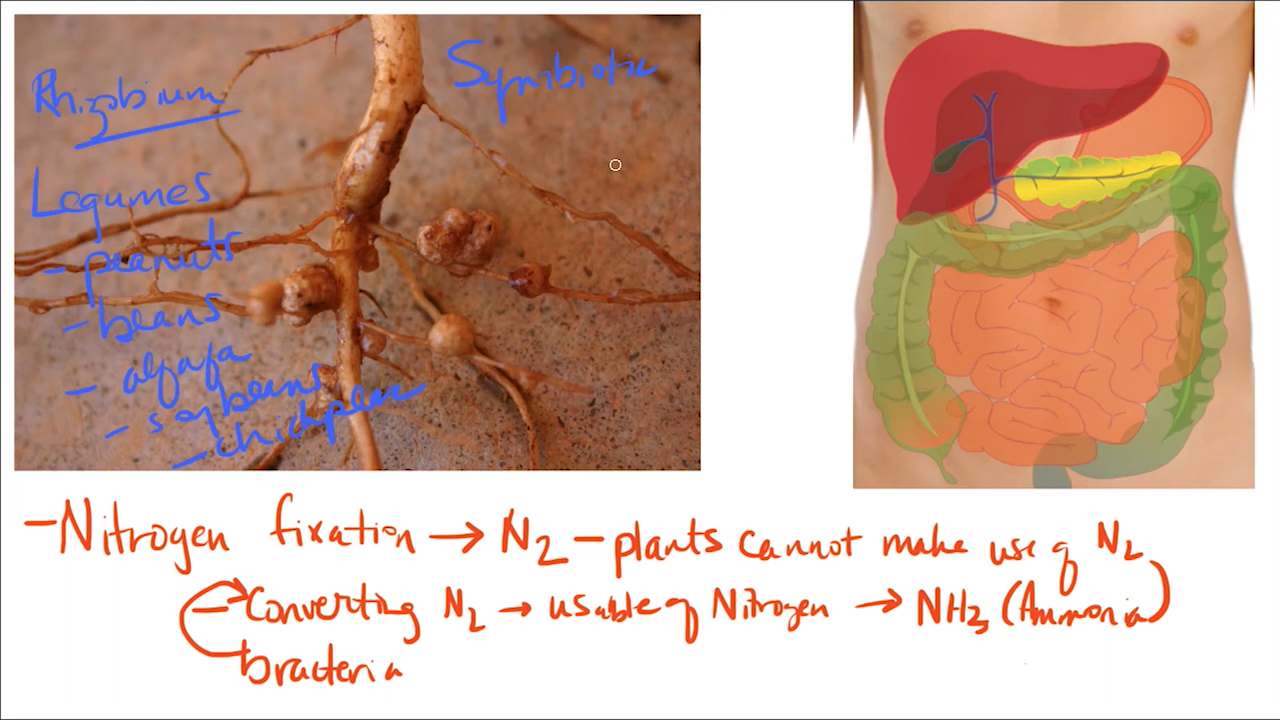 Rhizobium
Symbiotic
Legumes
- peanuts
- beans
- alfafa
- soybeans
- chickpeas
- Nitrogen fixation → N2 - plants cannot make use of N2
→ Converting N2 → usable of Nitrogen → NH3 (Ammonia)
bracteria